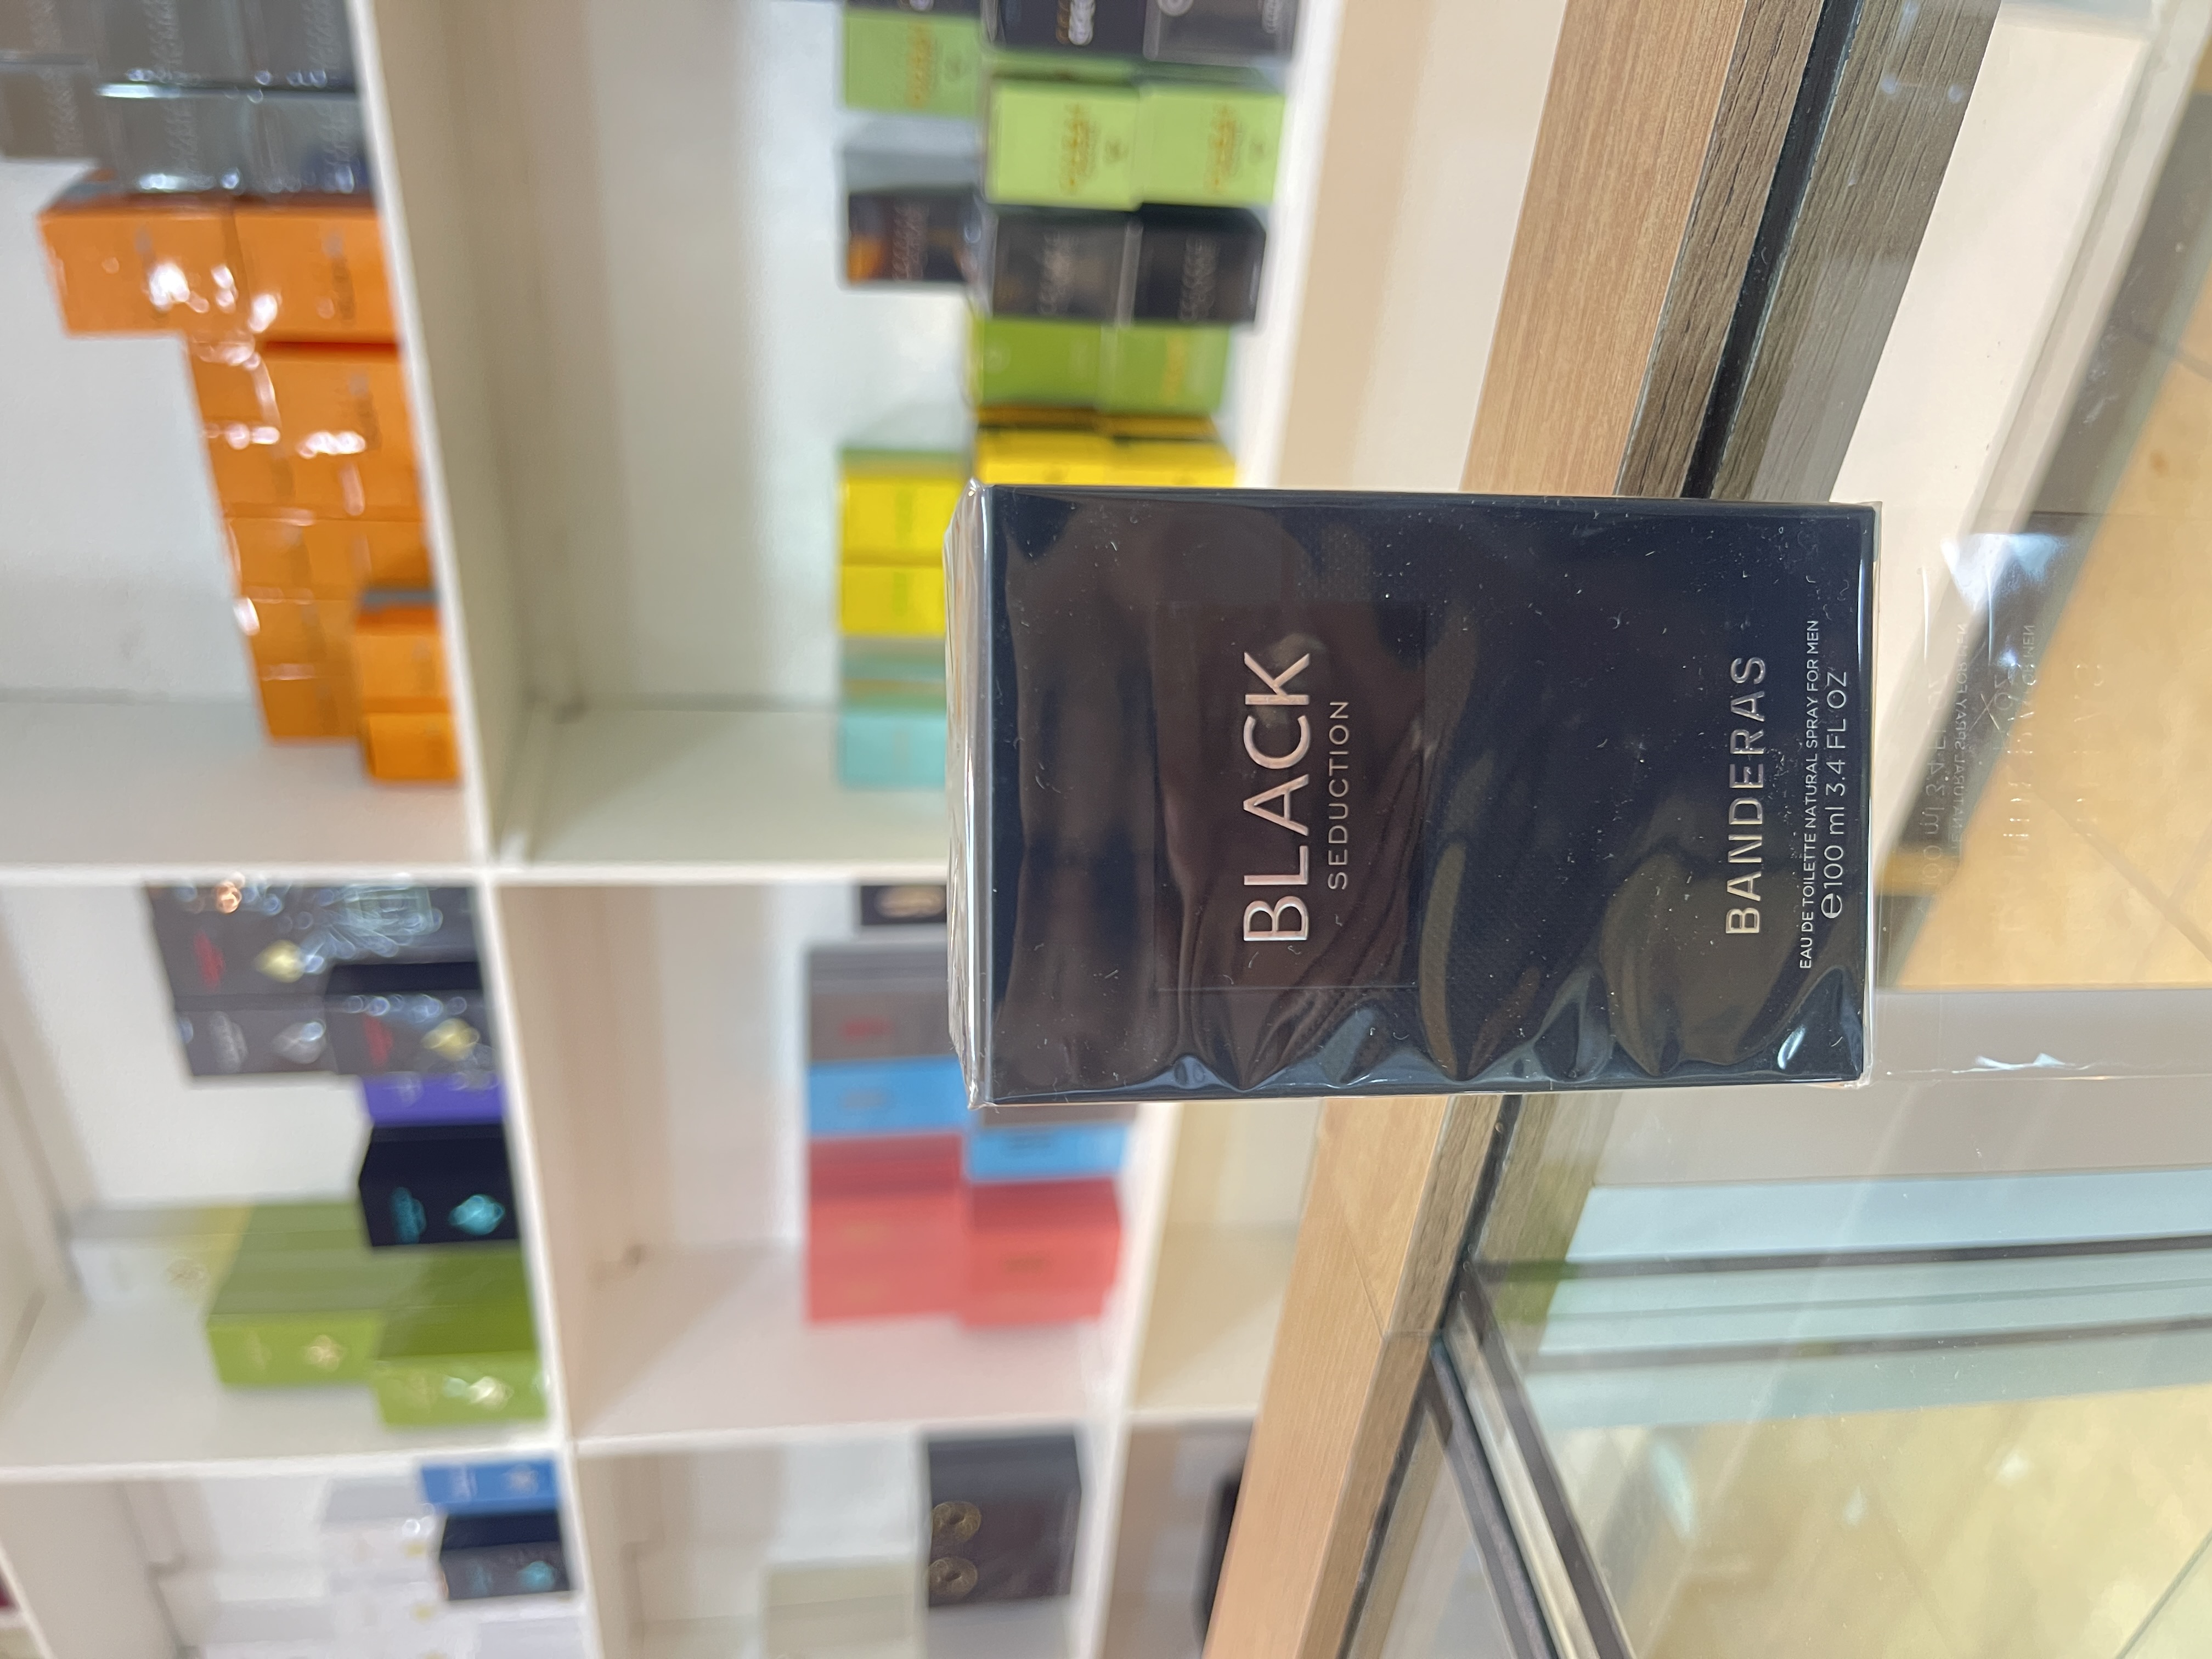 BLACK
SEDUCTION
BANDERAS
EAU DE TOILETTE NATURAL SPRAY FOR MEN
℮100 ml 3.4 FL OZ